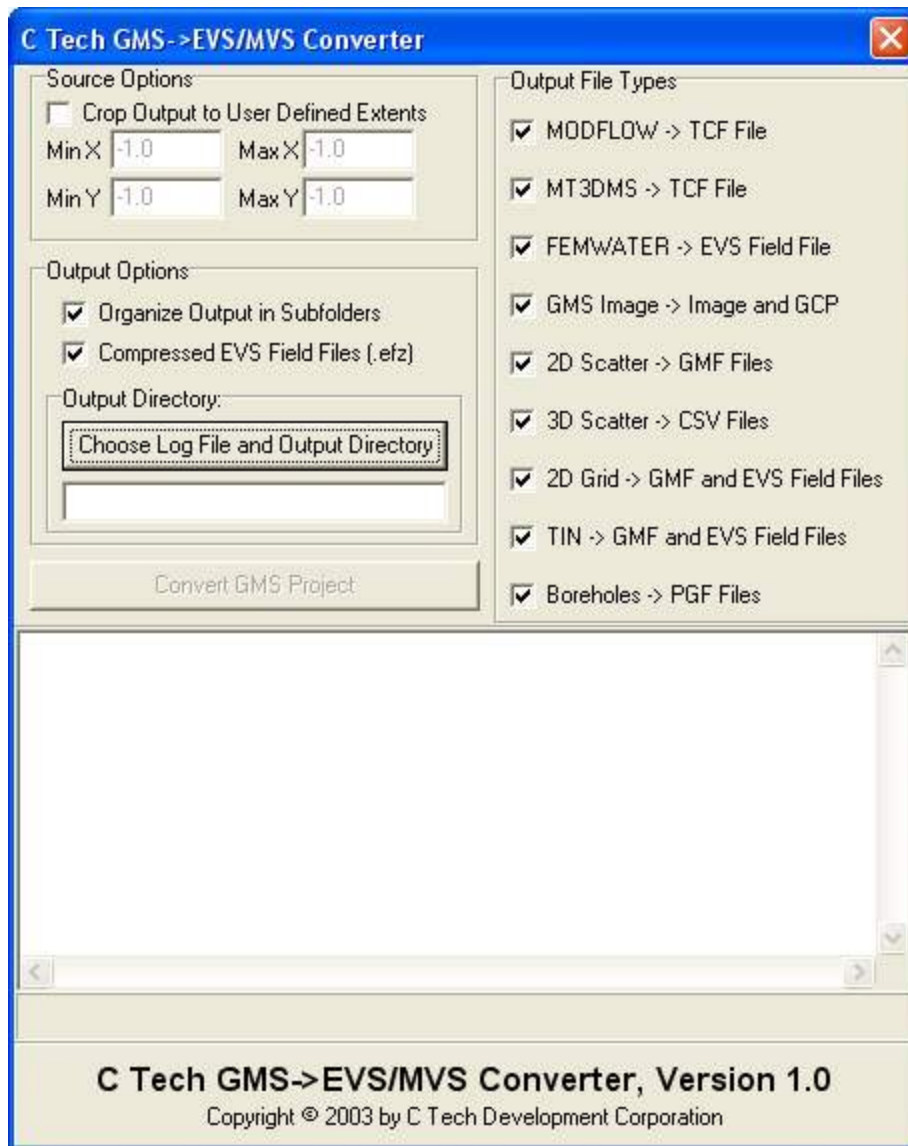 C Tech GMS->EVS/MVS Converter
Source Options
Crop Output to User Defined Extents
Min X -1.0 Max X -1.0
Min Y -1.0 Max Y -1.0
Output Options
Organize Output in Subfolders
Compressed EVS Field Files (.efz)
Output Directory:
Choose Log File and Output Directory
Convert GMS Project
Output File Types
MODFLOW -> TCF File
MT3DMS -> TCF File
FEMWATER -> EVS Field File
GMS Image -> Image and GCP
2D Scatter -> GMF Files
3D Scatter -> CSV Files
2D Grid -> GMF and EVS Field Files
TIN -> GMF and EVS Field Files
Boreholes -> PGF Files
C Tech GMS->EVS/MVS Converter, Version 1.0
Copyright © 2003 by C Tech Development Corporation